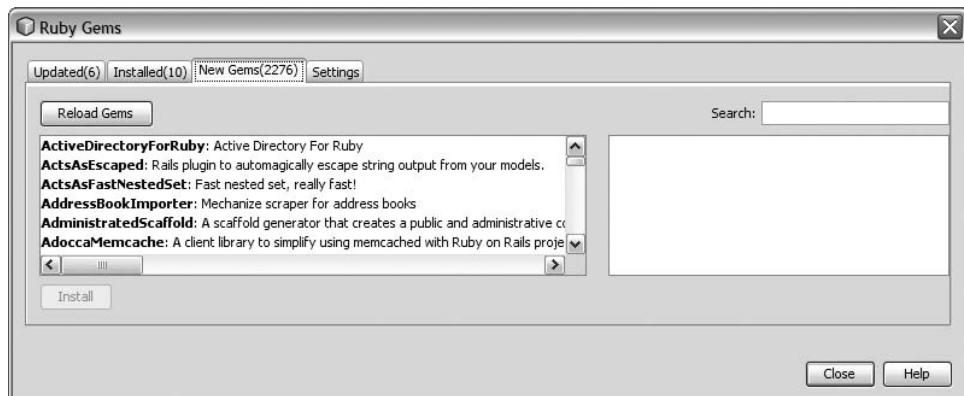 Ruby Gems
Updated(6) Installed(10) New Gems(2276) Settings
Reload Gems Search:
ActiveDirectoryForRuby: Active Directory For Ruby
ActsAsEscaped: Rails plugin to automagically escape string output from your models.
ActsAsFastNestedSet: Fast nested set, really fast!
AddressBookImporter: Mechanize scraper for address books
AdministratedScaffold: A scaffold generator that creates a public and administrative co
AdoccaMemcache: A client library to simplify using memcached with Ruby on Rails proje
Install
Close Help